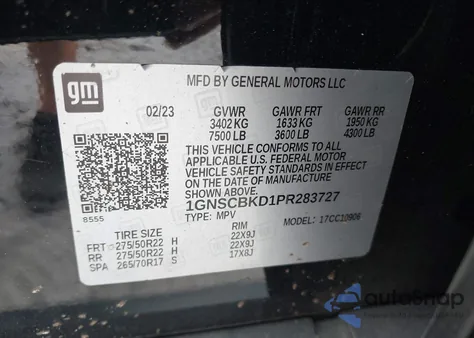 gm
MFD BY GENERAL MOTORS LLC
02/23 GVWR GAWR FRT GAWR RR
3402 KG 1633 KG 1950 KG
7500 LB 3600 LB 4300 LB
THIS VEHICLE CONFORMS TO ALL
APPLICABLE U.S. FEDERAL MOTOR
VEHICLE SAFETY STANDARDS IN
EFFECT ON THE DATE OF MANUFACTURE
SHOWN ABOVE.
1GNSCBKD1PR283727
8555
TYPE: MPV MODEL: 17CC10906
TIRE SIZE RIM
FRT 275/50R22 H 22X9J
RR 275/50R22 H 22X9J
SPA 265/70R17 S 17X8J
autoSnap